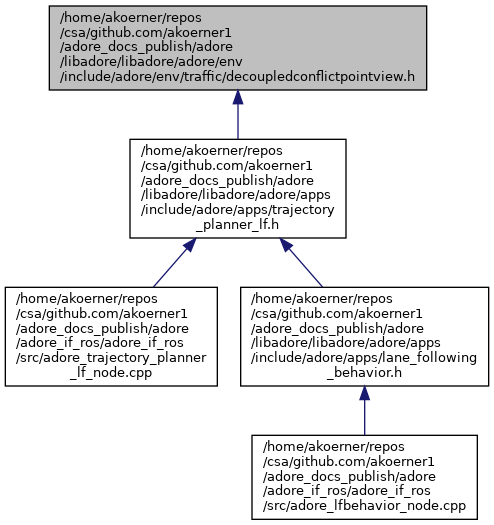 /home/akoerner/repos
/csa/github.com/akoerner1
/adore_docs_publish/adore
/libadore/libadore/adore/env
/include/adore/env/traffic/decoupledconflictpointview.h
/home/akoerner/repos
/csa/github.com/akoerner1
/adore_docs_publish/adore
/libadore/libadore/adore/apps
/include/adore/apps/trajectory
_planner_lf.h
/home/akoerner/repos
/csa/github.com/akoerner1
/adore_docs_publish/adore
/adore_if_ros/adore_if_ros
/src/adore_trajectory_planner
_lf_node.cpp
/home/akoerner/repos
/csa/github.com/akoerner1
/adore_docs_publish/adore
/libadore/libadore/adore/apps
/include/adore/apps/lane_following
_behavior.h
/home/akoerner/repos
/csa/github.com/akoerner1
/adore_docs_publish/adore
/adore_if_ros/adore_if_ros
/src/adore_lfbehavior_node.cpp